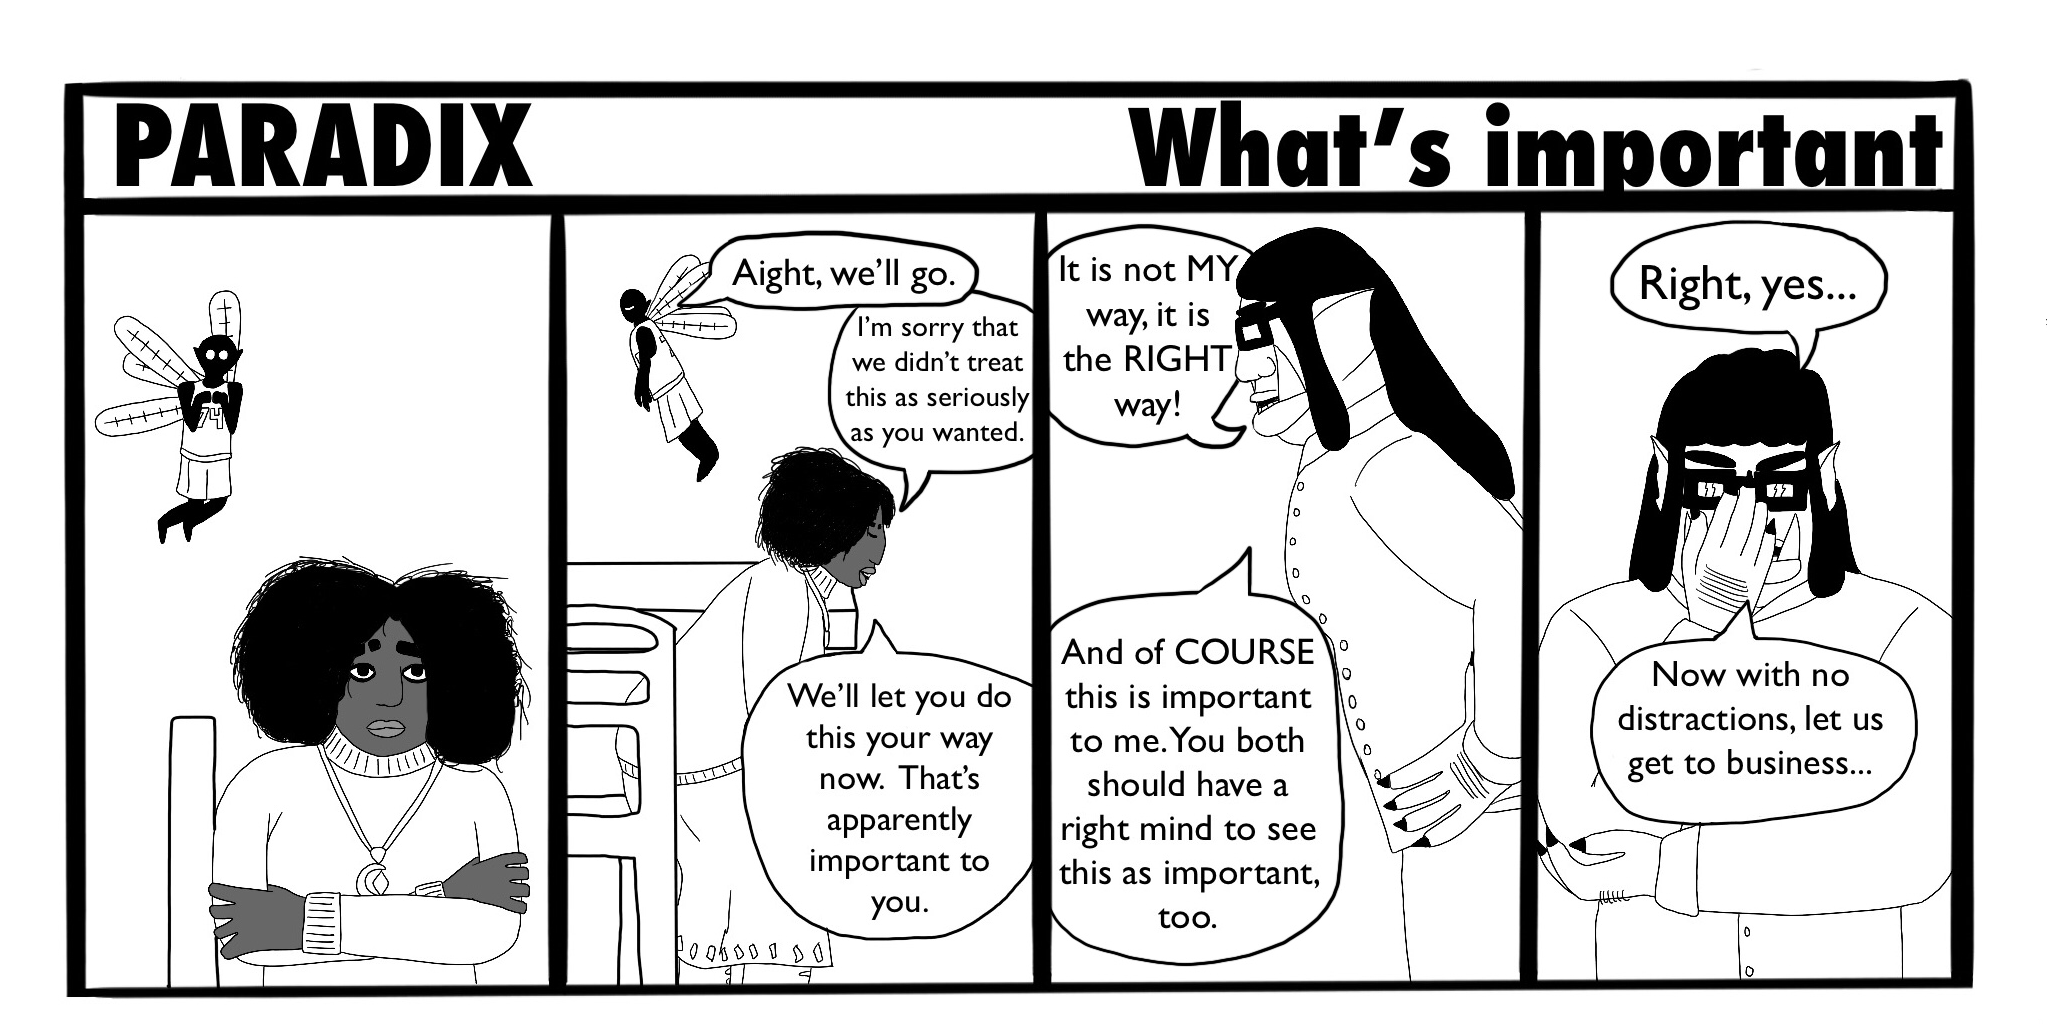 PARADIX
What's important
74
Aight, we'll go.
I'm sorry that
we didn't treat
this as seriously
as you wanted.
We'll let you do
this your way
now. That's
apparently
important to
you.
It is not MY
way, it is
the RIGHT
way!
And of COURSE
this is important
to me. You both
should have a
right mind to see
this as important,
too.
Right, yes...
Now with no
distractions, let us
get to business...